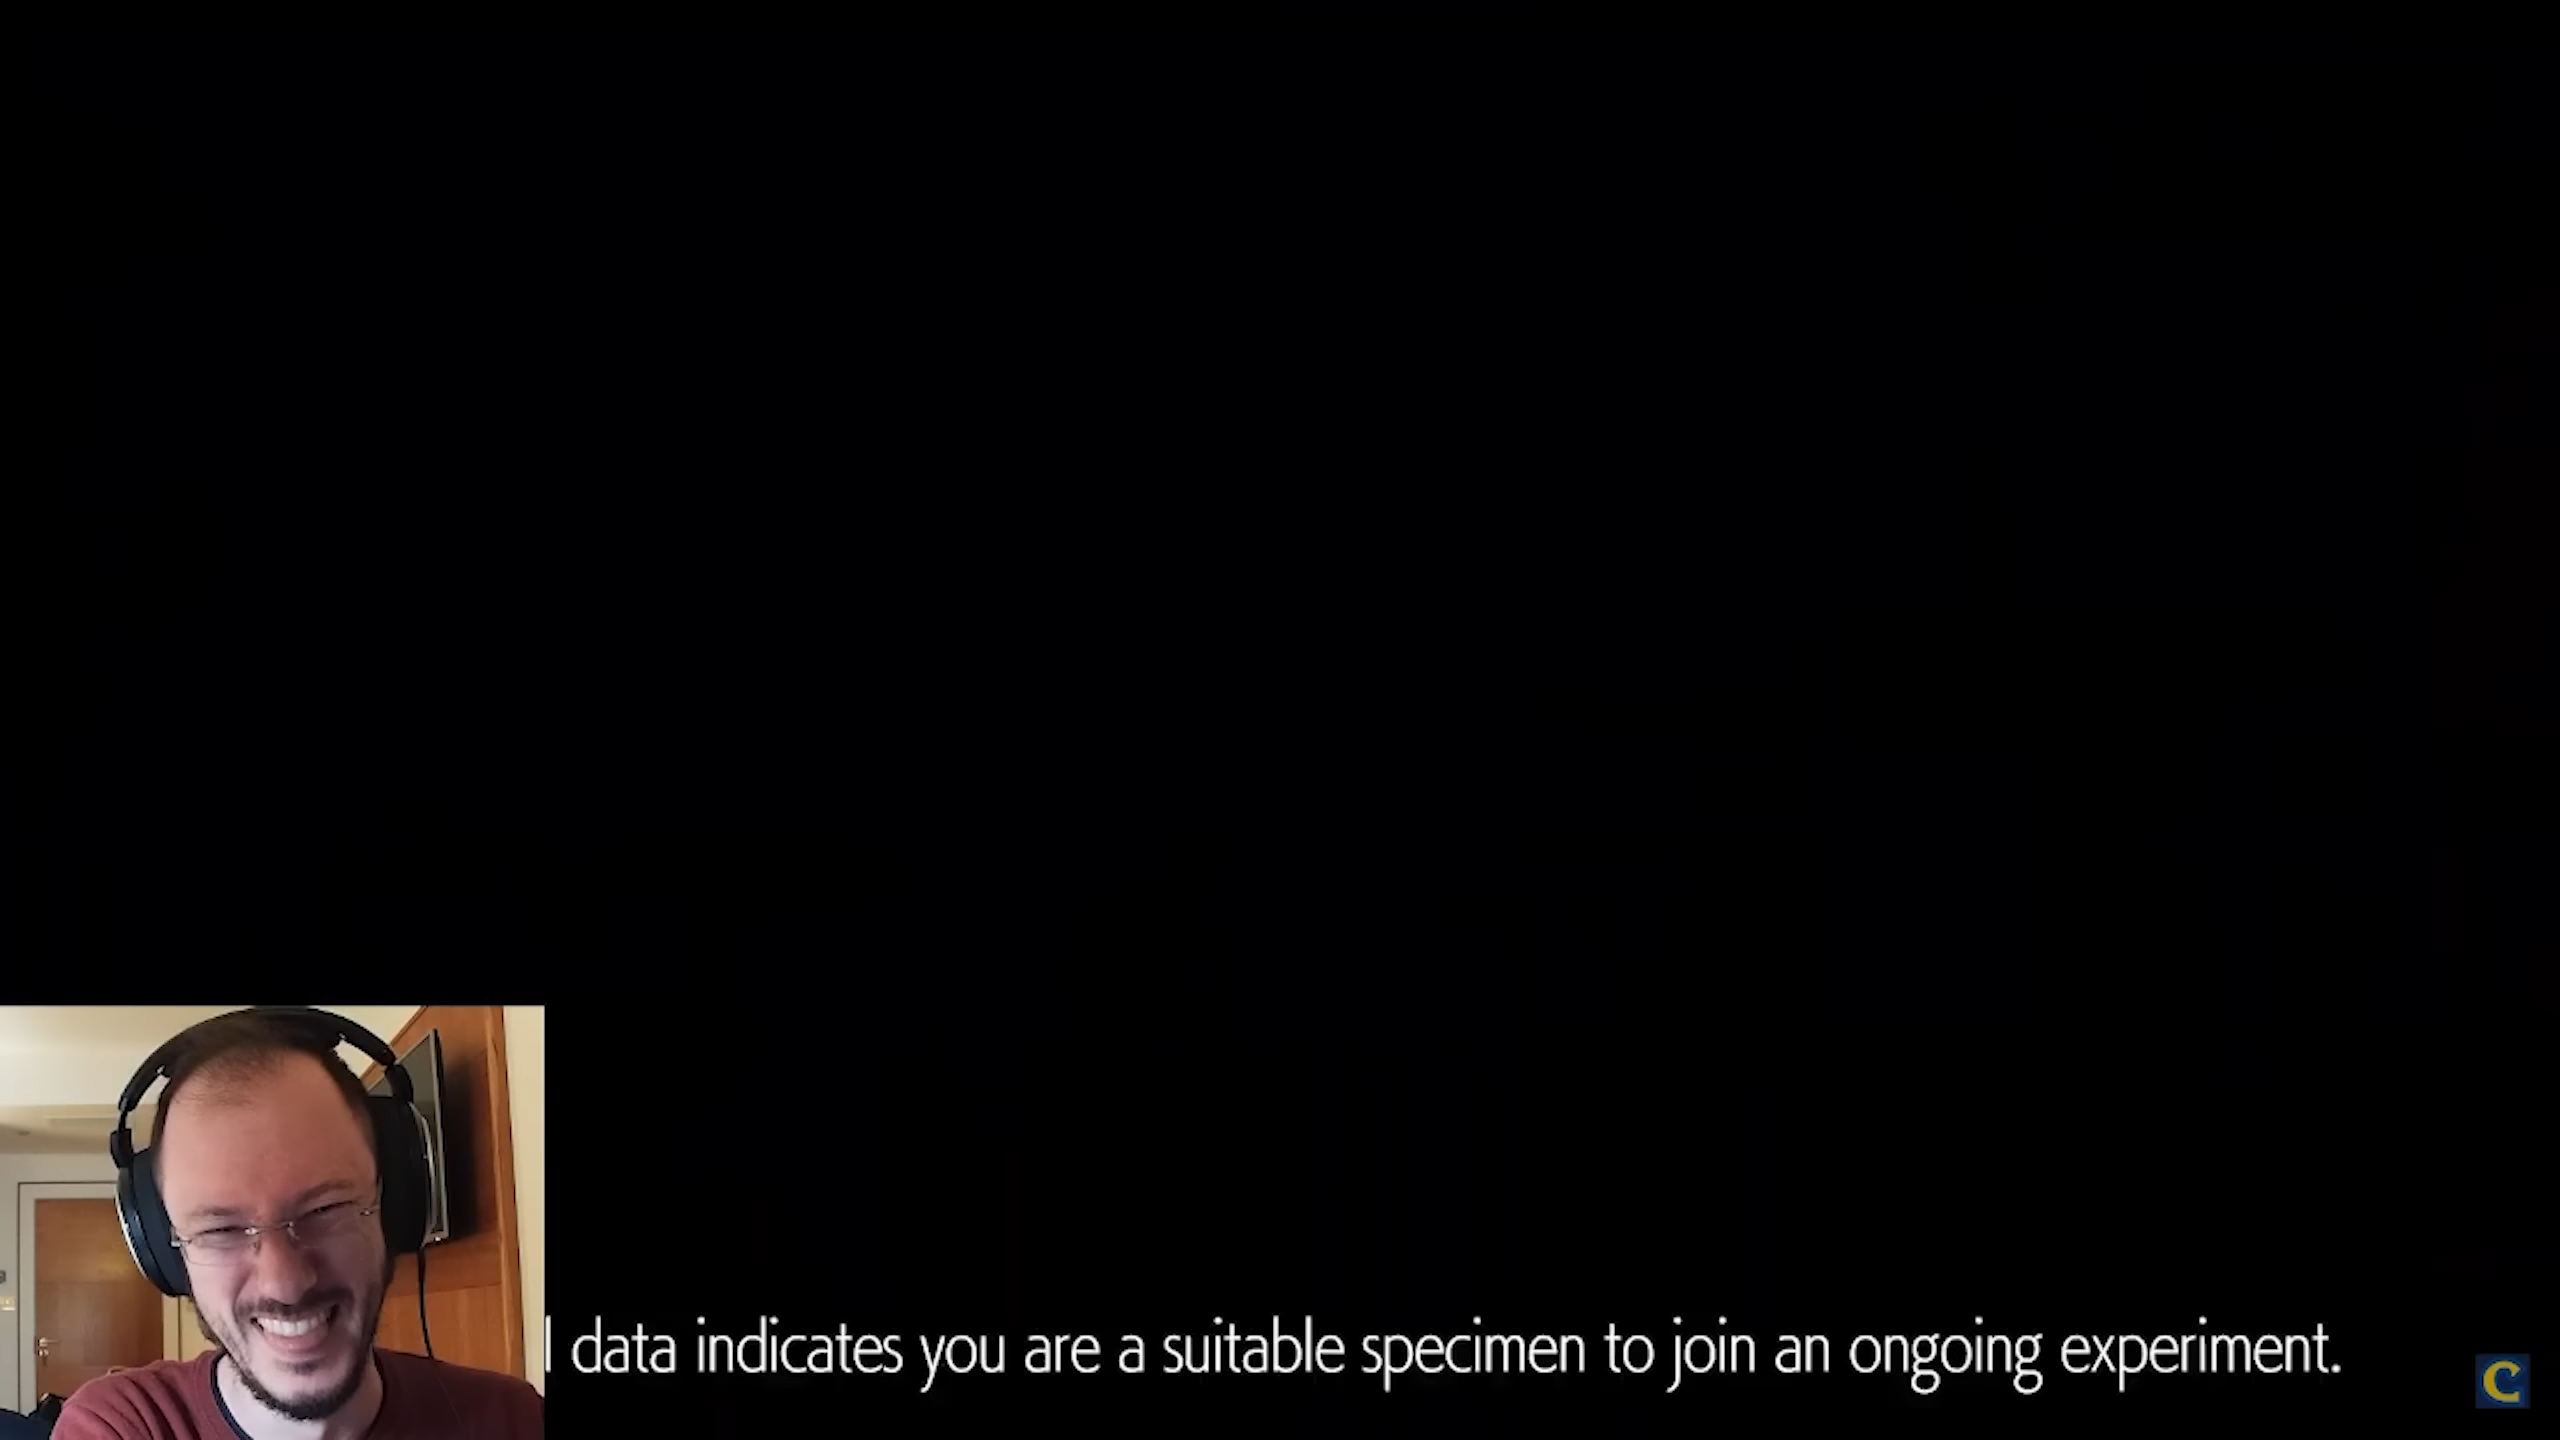 l data indicates you are a suitable specimen to join an ongoing experiment.
C